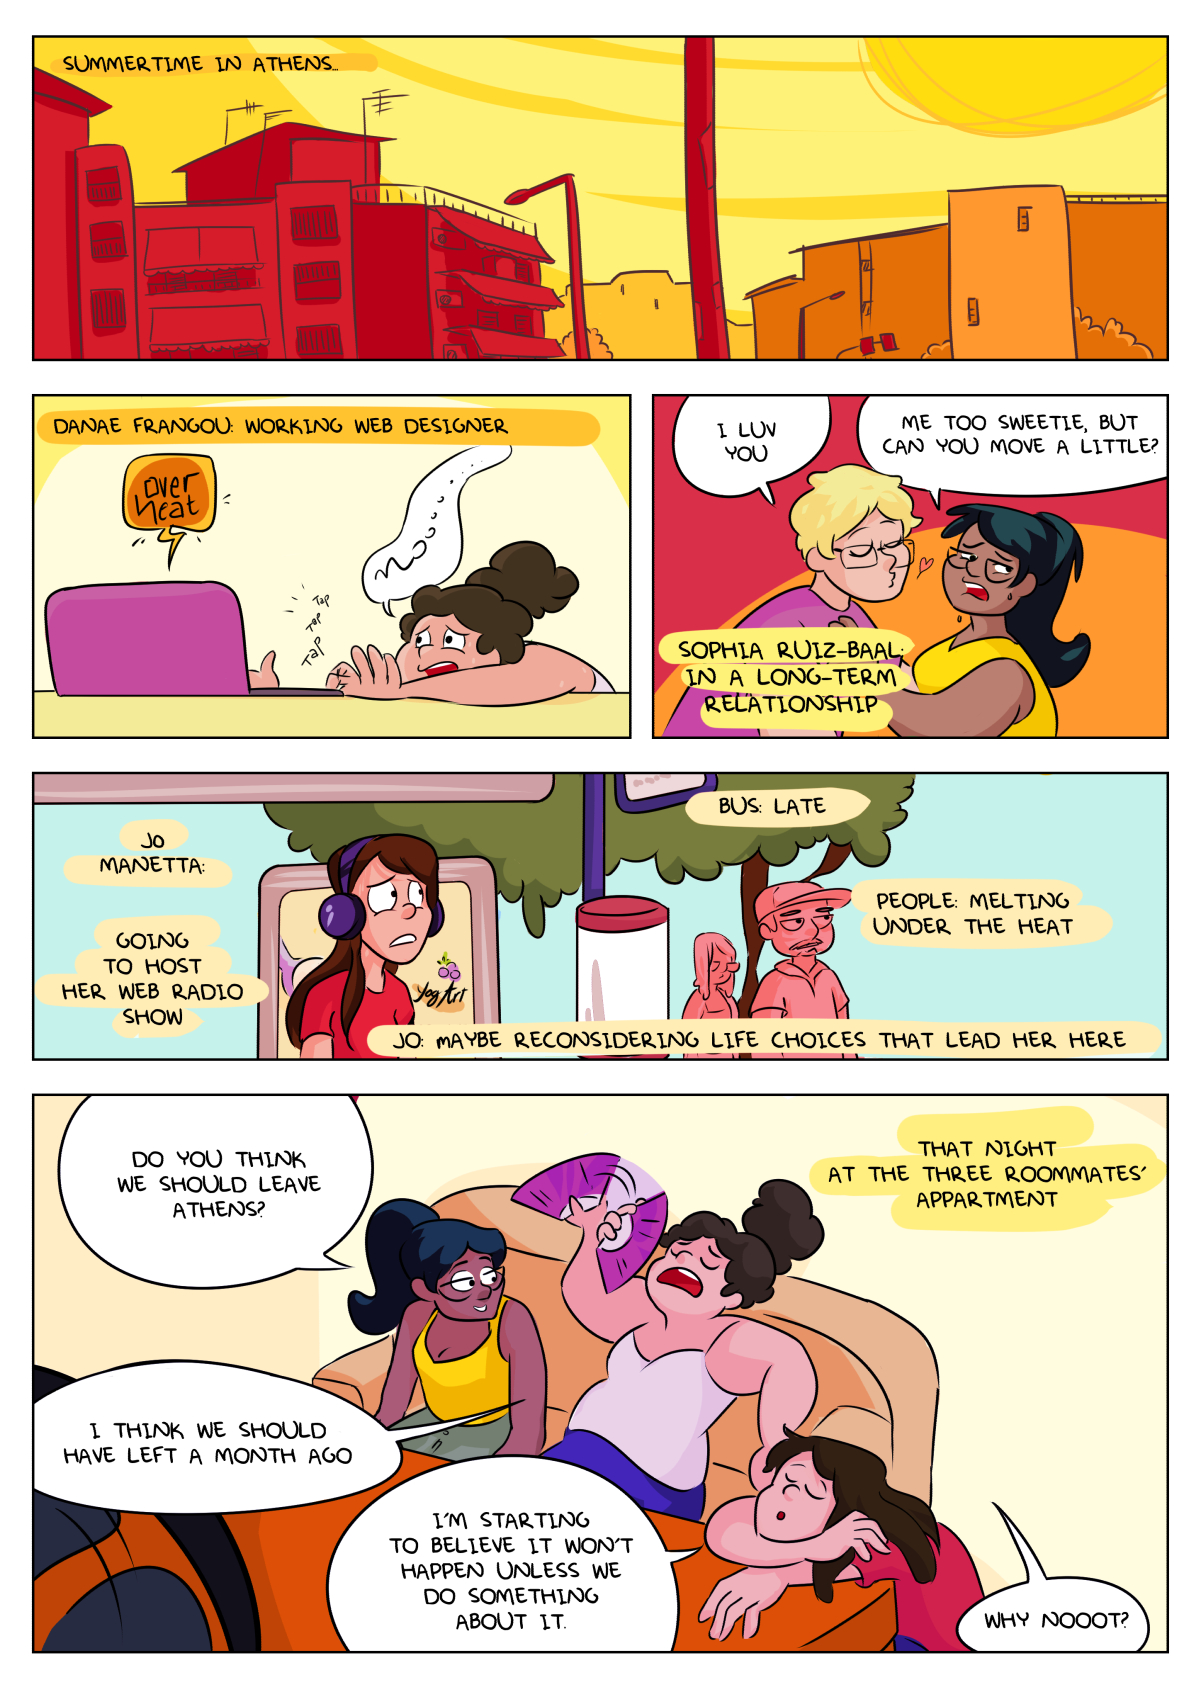 SUMMERTIME IN ATHENS...
DANAE FRANGOU: WORKING WEB DESIGNER
over
heat
NO......
Tap
Tap
Tap
I LUV
YOU
ME TOO SWEETIE, BUT
CAN YOU MOVE A LITTLE?
SOPHIA RUIZ-BAAL:
IN A LONG-TERM
RELATIONSHIP
JO
MANETTA:
GOING
TO HOST
HER WEB RADIO
SHOW
BUS: LATE
PEOPLE: MELTING
UNDER THE HEAT
YogArt
JO: MAYBE RECONSIDERING LIFE CHOICES THAT LEAD HER HERE
THAT NIGHT
AT THE THREE ROOMMATES'
APPARTMENT
DO YOU THINK
WE SHOULD LEAVE
ATHENS?
I THINK WE SHOULD
HAVE LEFT A MONTH AGO
I'M STARTING
TO BELIEVE IT WON'T
HAPPEN UNLESS WE
DO SOMETHING
ABOUT IT.
WHY NOOOT?